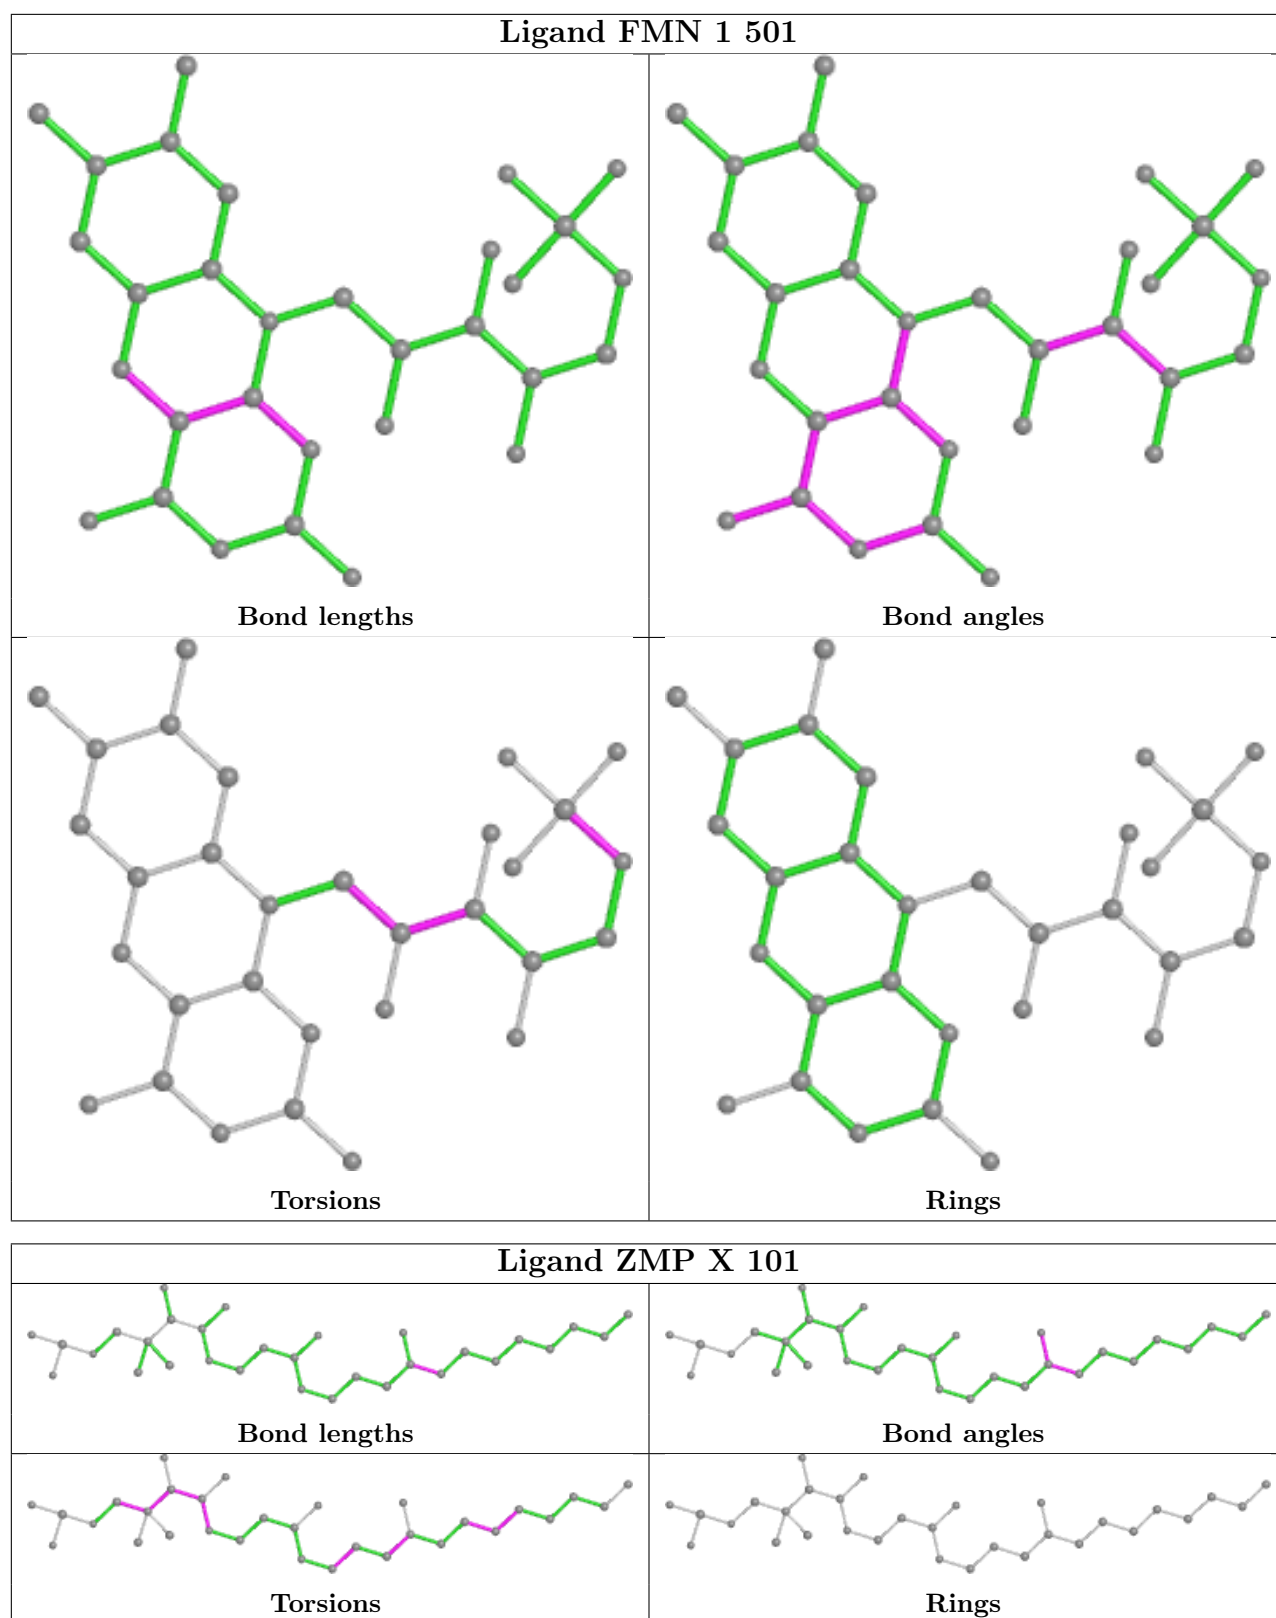 Ligand FMN 1 501
Bond lengths
Bond angles
Torsions
Rings
Ligand ZMP X 101
Bond lengths
Bond angles
Torsions
Rings